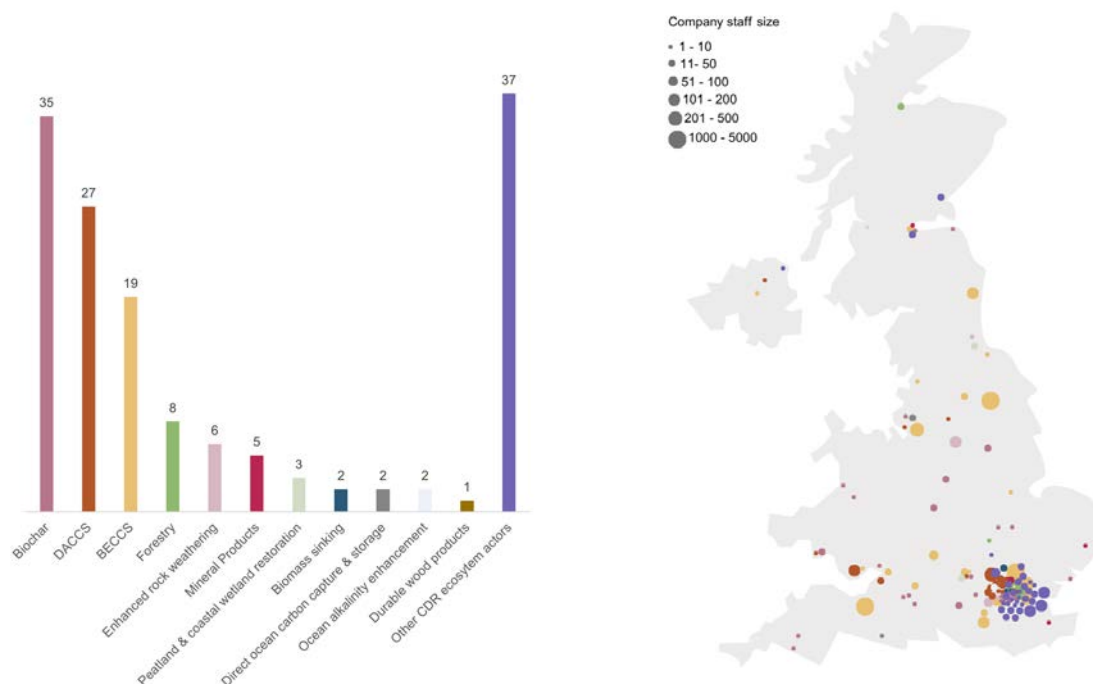 35
27
19
8
6
5
3
2
2
2
1
37
Biochar
DACCS
BECCS
Forestry
Enhanced rock weathering
Mineral Products
Peatland & coastal wetland restoration
Biomass sinking
Direct ocean carbon capture & storage
Ocean alkalinity enhancement
Durable wood products
Other CDR ecosytem actors
Company staff size
1 - 10
11- 50
51 - 100
101 - 200
201 - 500
1000 - 5000